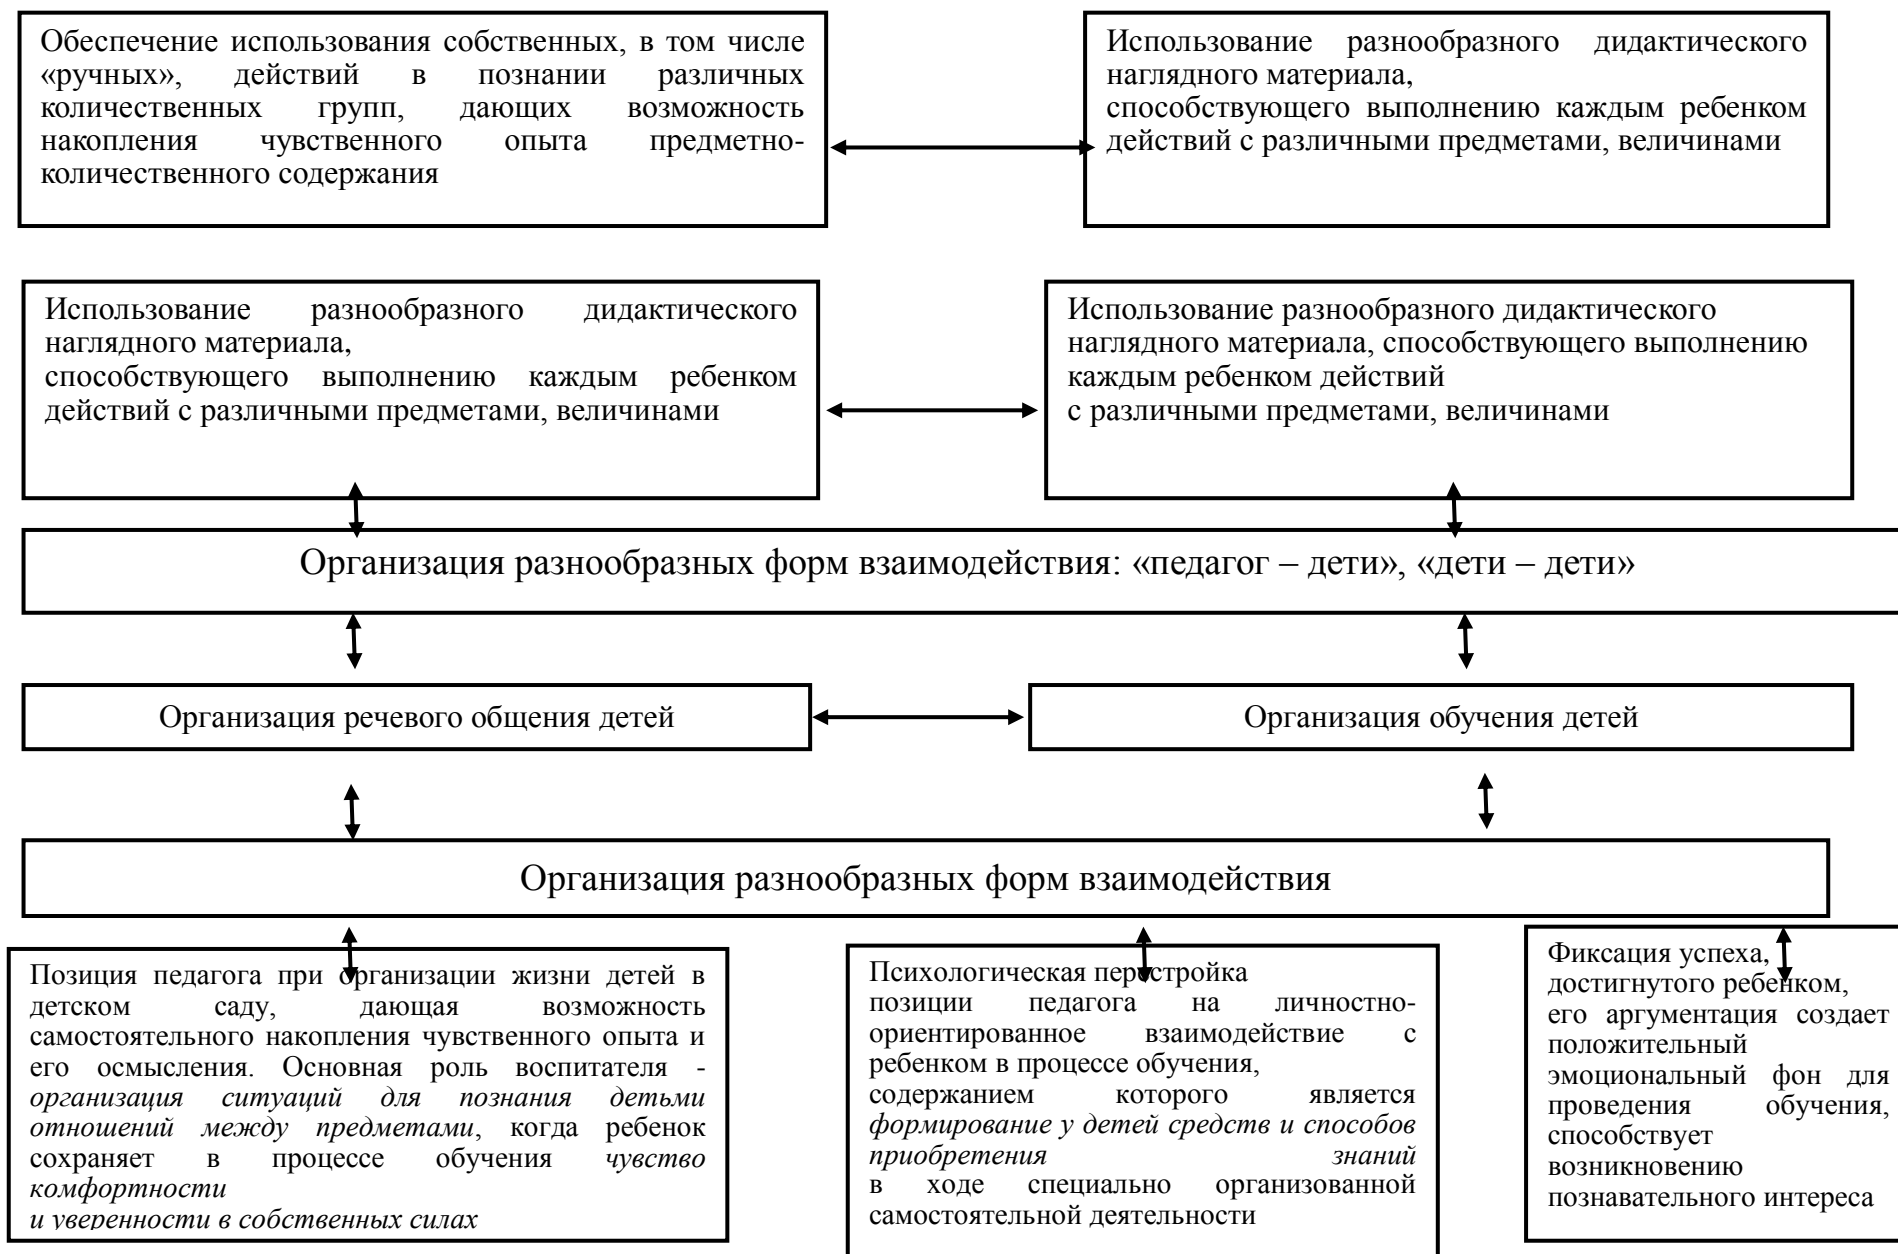 Обеспечение использования собственных, в том числе
«ручных», действий в познании различных
количественных групп, дающих возможность
накопления чувственного опыта предметно-
количественного содержания
Использование разнообразного дидактического
наглядного материала,
способствующего выполнению каждым ребенком
действий с различными предметами, величинами
Использование разнообразного дидактического
наглядного материала,
способствующего выполнению каждым ребенком
действий с различными предметами, величинами
Использование разнообразного дидактического
наглядного материала, способствующего выполнению
каждым ребенком действий
с различными предметами, величинами
Организация разнообразных форм взаимодействия: «педагог – дети», «дети – дети»
Организация речевого общения детей
Организация обучения детей
Организация разнообразных форм взаимодействия
Позиция педагога при организации жизни детей в
детском саду, дающая возможность
самостоятельного накопления чувственного опыта и
его осмысления. Основная роль воспитателя -
организация ситуаций для познания детьми
отношений между предметами, когда ребенок
сохраняет в процессе обучения чувство
комфортности
и уверенности в собственных силах
Психологическая перестройка
позиции педагога на личностно-
ориентированное взаимодействие с
ребенком в процессе обучения,
содержанием которого является
формирование у детей средств и способов
приобретения знаний
в ходе специально организованной
самостоятельной деятельности
Фиксация успеха,
достигнутого ребенком,
его аргументация создает
положительный
эмоциональный фон для
проведения обучения,
способствует
возникновению
познавательного интереса